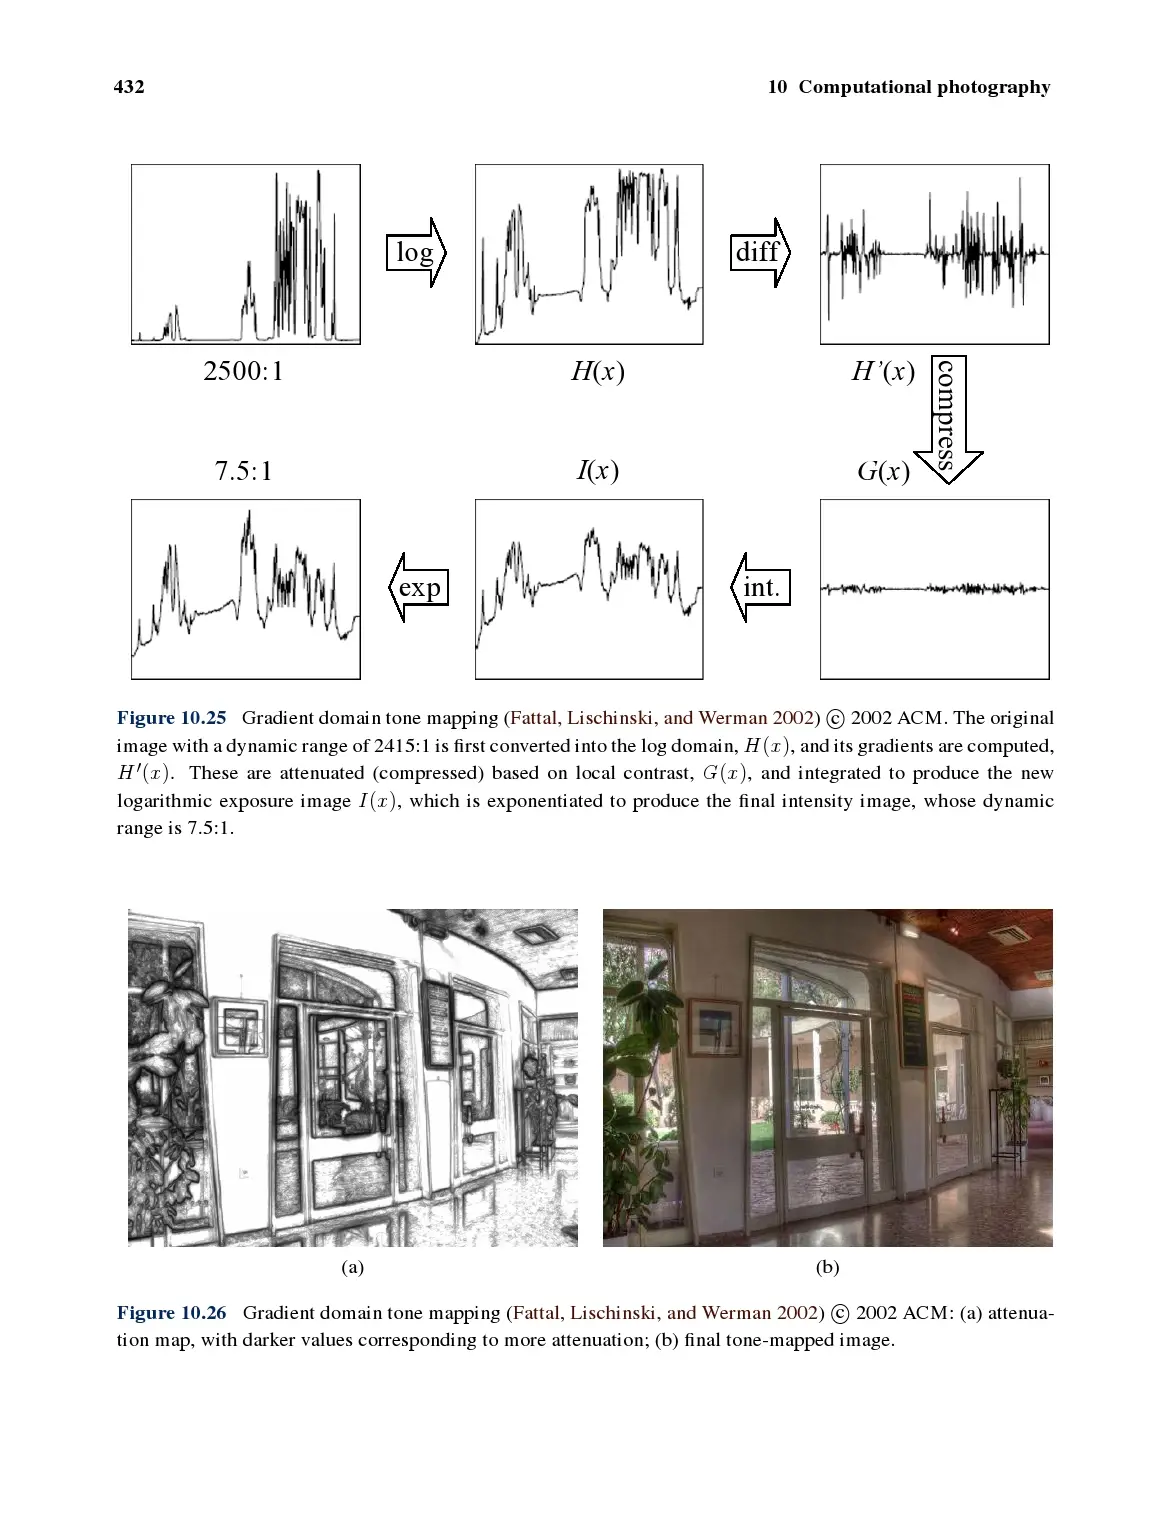 432
10 Computational photography
log
diff
2500:1
H(x)
H’(x)
compress
7.5:1
I(x)
G(x)
exp
int.
Figure 10.25 Gradient domain tone mapping (Fattal, Lischinski, and Werman 2002) © 2002 ACM. The original
image with a dynamic range of 2415:1 is first converted into the log domain, H(x), and its gradients are computed,
H′(x). These are attenuated (compressed) based on local contrast, G(x), and integrated to produce the new
logarithmic exposure image I(x), which is exponentiated to produce the final intensity image, whose dynamic
range is 7.5:1.
(a)
(b)
Figure 10.26 Gradient domain tone mapping (Fattal, Lischinski, and Werman 2002) © 2002 ACM: (a) attenua-
tion map, with darker values corresponding to more attenuation; (b) final tone-mapped image.